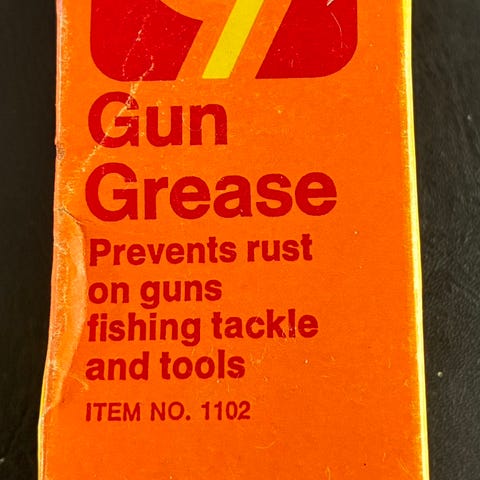 Gun
Grease
Prevents rust
on guns
fishing tackle
and tools
ITEM NO. 1102